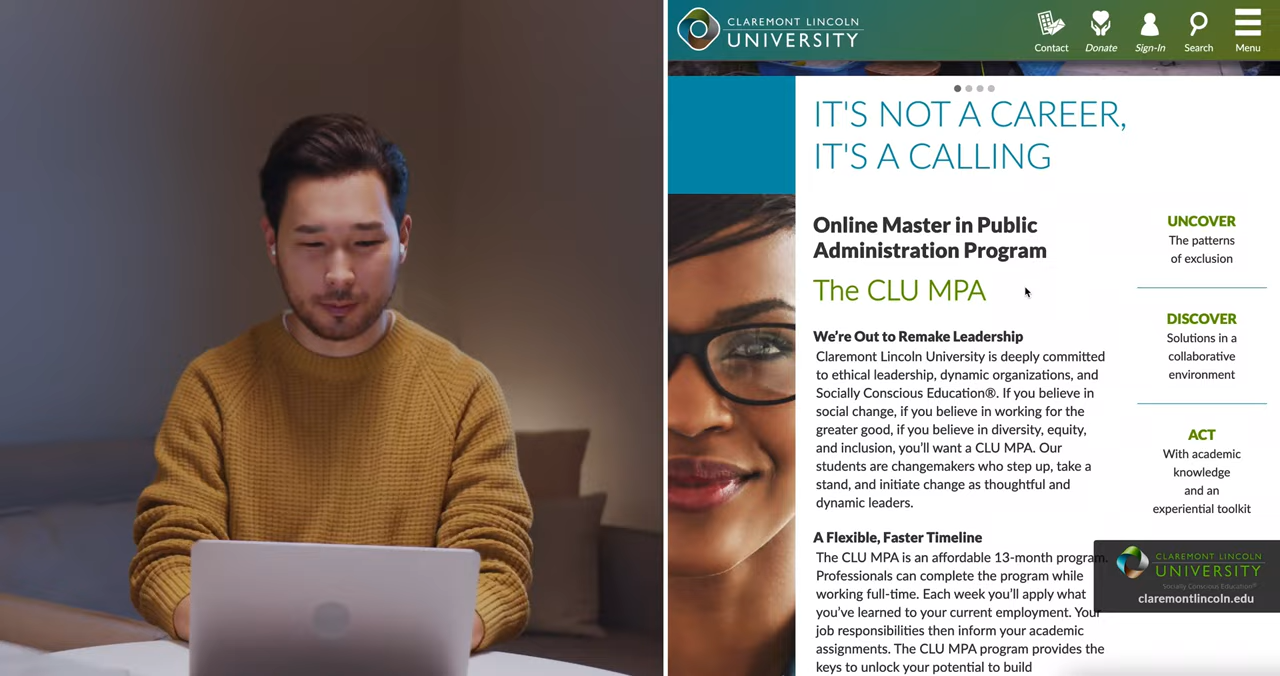 CLAREMONT LINCOLN
UNIVERSITY
Contact
Donate
Sign-In
Search
Menu
IT'S NOT A CAREER,
IT'S A CALLING
Online Master in Public
Administration Program
The CLU MPA
We're Out to Remake Leadership
Claremont Lincoln University is deeply committed
to ethical leadership, dynamic organizations, and
Socially Conscious Education®. If you believe in
social change, if you believe in working for the
greater good, if you believe in diversity, equity,
and inclusion, you'll want a CLU MPA. Our
students are changemakers who step up, take a
stand, and initiate change as thoughtful and
dynamic leaders.
A Flexible, Faster Timeline
The CLU MPA is an affordable 13-month program.
Professionals can complete the program while
working full-time. Each week you'll apply what
you've learned to your current employment. Your
job responsibilities then inform your academic
assignments. The CLU MPA program provides the
keys to unlock your potential to build
UNCOVER
The patterns
of exclusion
DISCOVER
Solutions in a
collaborative
environment
ACT
With academic
knowledge
and an
experiential toolkit
CLAREMONT LINCOLN
UNIVERSITY
Socially Conscious Education®
claremontlincoln.edu